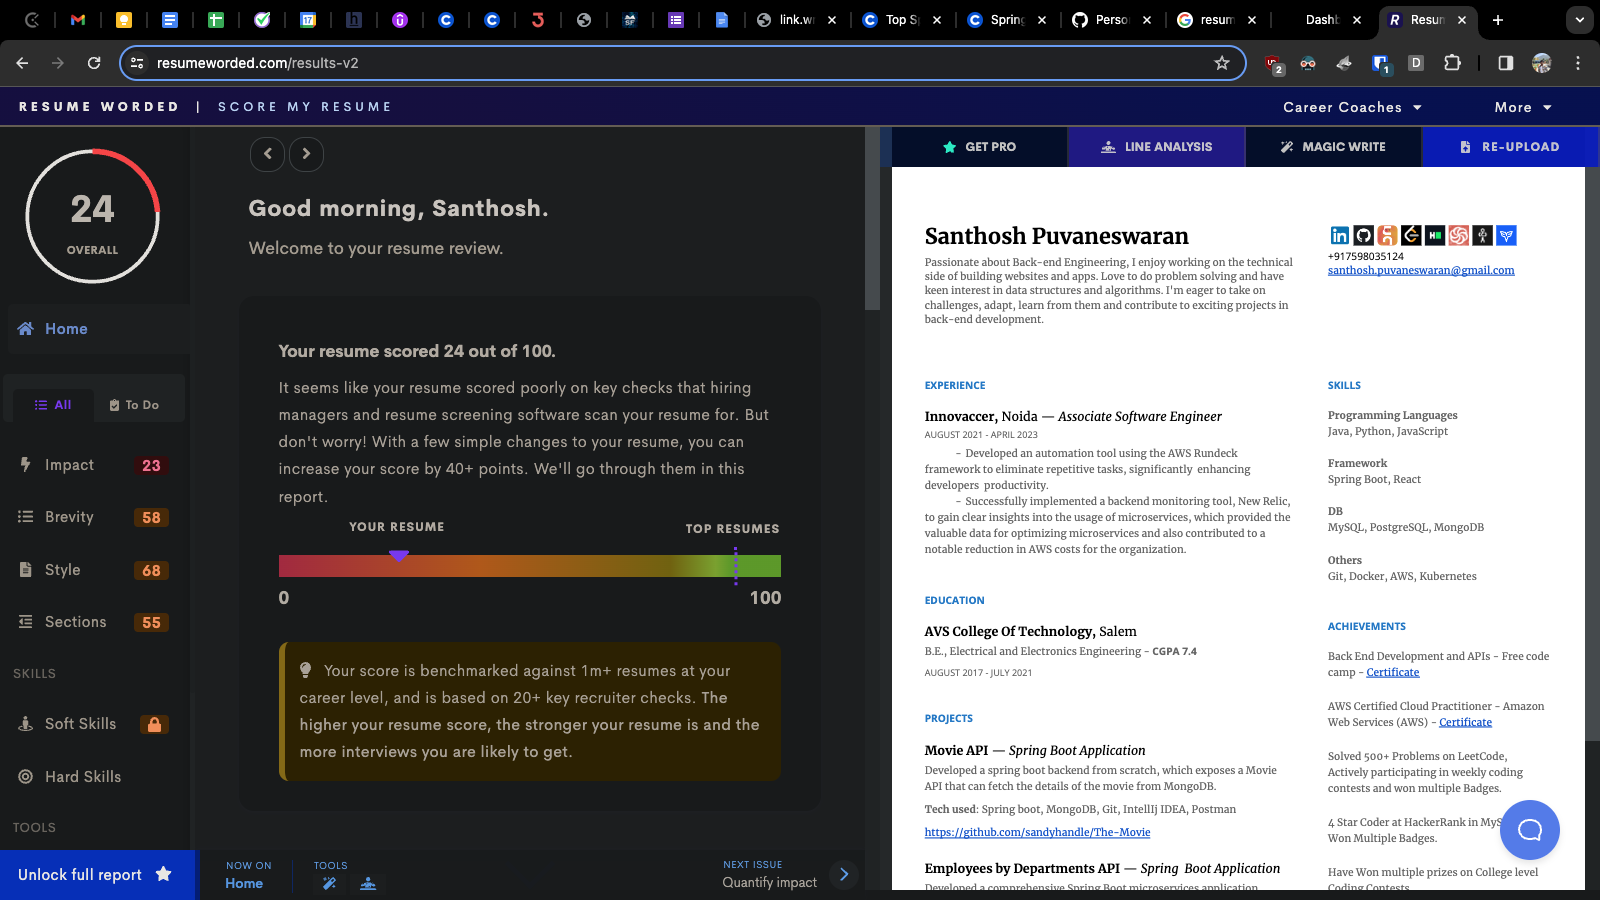 link.wr
Top S
Spring
Perso
resum
Dashb
Resum
resumeworded.com/results-v2
2
1
D
RESUME WORDED | SCORE MY RESUME
Career Coaches
More
GET PRO
LINE ANALYSIS
MAGIC WRITE
RE-UPLOAD
24
OVERALL
Home
All
To Do
Impact 23
Brevity 58
Style 68
Sections 55
SKILLS
Soft Skills
Hard Skills
TOOLS
Unlock full report
Good morning, Santhosh.
Welcome to your resume review.
Your resume scored 24 out of 100.
It seems like your resume scored poorly on key checks that hiring
managers and resume screening software scan your resume for. But
don't worry! With a few simple changes to your resume, you can
increase your score by 40+ points. We'll go through them in this
report.
YOUR RESUME
TOP RESUMES
0
100
Your score is benchmarked against 1m+ resumes at your
career level, and is based on 20+ key recruiter checks. The
higher your resume score, the stronger your resume is and the
more interviews you are likely to get.
NOW ON
Home
TOOLS
NEXT ISSUE
Quantify impact
Santhosh Puvaneswaran
Passionate about Back-end Engineering, I enjoy working on the technical
side of building websites and apps. Love to do problem solving and have
keen interest in data structures and algorithms. I'm eager to take on
challenges, adapt, learn from them and contribute to exciting projects in
back-end development.
+917598035124
santhosh.puvaneswaran@gmail.com
EXPERIENCE
Innovaccer, Noida — Associate Software Engineer
AUGUST 2021 - APRIL 2023
- Developed an automation tool using the AWS Rundeck
framework to eliminate repetitive tasks, significantly enhancing
developers productivity.
- Successfully implemented a backend monitoring tool, New Relic,
to gain clear insights into the usage of microservices, which provided the
valuable data for optimizing microservices and also contributed to a
notable reduction in AWS costs for the organization.
EDUCATION
AVS College Of Technology, Salem
B.E., Electrical and Electronics Engineering - CGPA 7.4
AUGUST 2017 - JULY 2021
PROJECTS
Movie API — Spring Boot Application
Developed a spring boot backend from scratch, which exposes a Movie
API that can fetch the details of the movie from MongoDB.
Tech used: Spring boot, MongoDB, Git, IntellIj IDEA, Postman
https://github.com/sandyhandle/The-Movie
Employees by Departments API — Spring Boot Application
Developed a comprehensive Spring Boot microservices application
SKILLS
Programming Languages
Java, Python, JavaScript
Framework
Spring Boot, React
DB
MySQL, PostgreSQL, MongoDB
Others
Git, Docker, AWS, Kubernetes
ACHIEVEMENTS
Back End Development and APIs - Free code
camp - Certificate
AWS Certified Cloud Practitioner - Amazon
Web Services (AWS) - Certificate
Solved 500+ Problems on LeetCode,
Actively participating in weekly coding
contests and won multiple Badges.
4 Star Coder at HackerRank in MyS
Won Multiple Badges.
Have Won multiple prizes on College level
Coding Contests